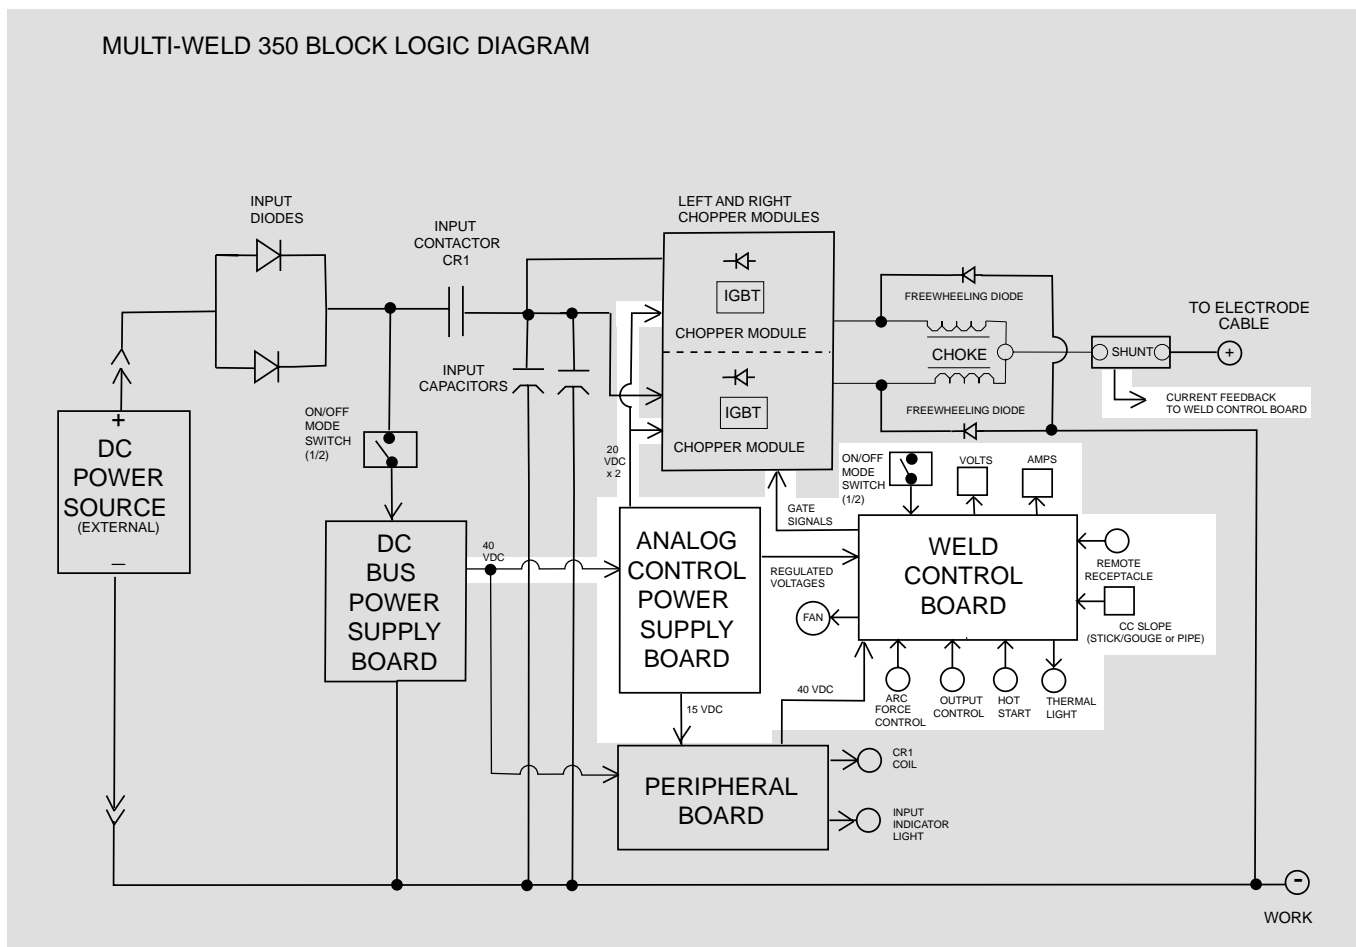 MULTI-WELD 350 BLOCK LOGIC DIAGRAM
INPUT
DIODES
INPUT
CONTACTOR
CR1
LEFT AND RIGHT
CHOPPER MODULES
IGBT
CHOPPER MODULE
IGBT
CHOPPER MODULE
FREEWHEELING DIODE
CHOKE
FREEWHEELING DIODE
SHUNT
TO ELECTRODE
CABLE
+
CURRENT FEEDBACK
TO WELD CONTROL BOARD
INPUT
CAPACITORS
+
DC
POWER
SOURCE
(EXTERNAL)
–
ON/OFF
MODE
SWITCH
(1/2)
20
VDC
x 2
ON/OFF
MODE
SWITCH
(1/2)
VOLTS
AMPS
GATE
SIGNALS
DC
BUS
POWER
SUPPLY
BOARD
40
VDC
ANALOG
CONTROL
POWER
SUPPLY
BOARD
REGULATED
VOLTAGES
WELD
CONTROL
BOARD
REMOTE
RECEPTACLE
CC SLOPE
(STICK/GOUGE or PIPE)
FAN
ARC
FORCE
CONTROL
OUTPUT
CONTROL
HOT
START
THERMAL
LIGHT
15 VDC
40 VDC
PERIPHERAL
BOARD
CR1
COIL
INPUT
INDICATOR
LIGHT
-
WORK